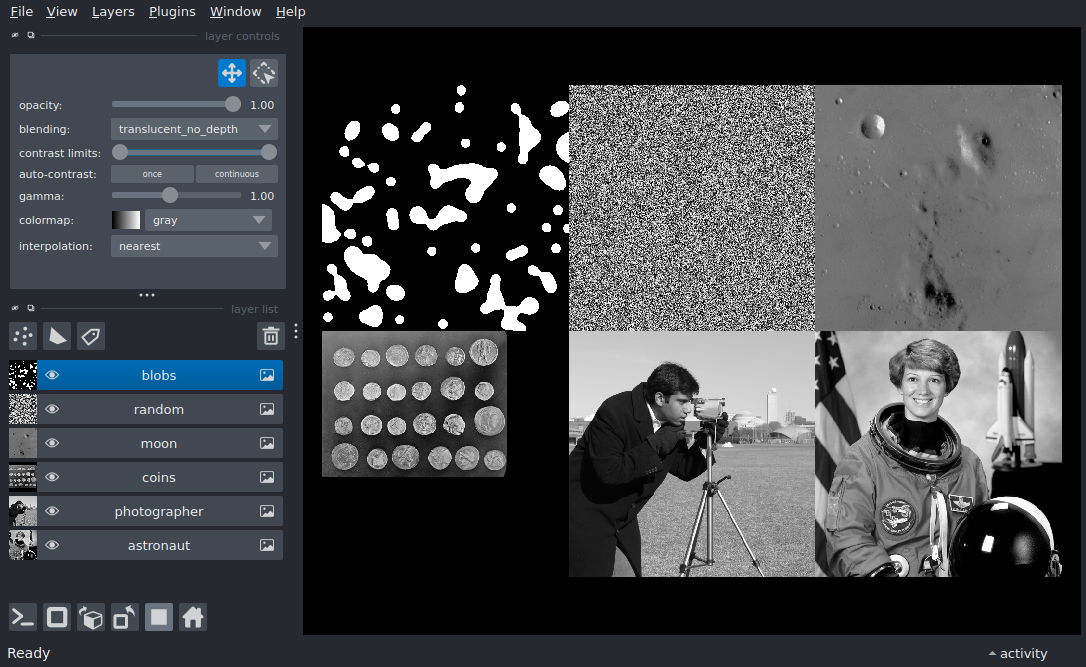 File View Layers Plugins Window Help
layer controls
opacity: 1.00
blending: translucent_no_depth
contrast limits:
auto-contrast: once continuous
gamma: 1.00
colormap: gray
interpolation: nearest
layer list
blobs
random
moon
coins
photographer
astronaut
Ready
activity